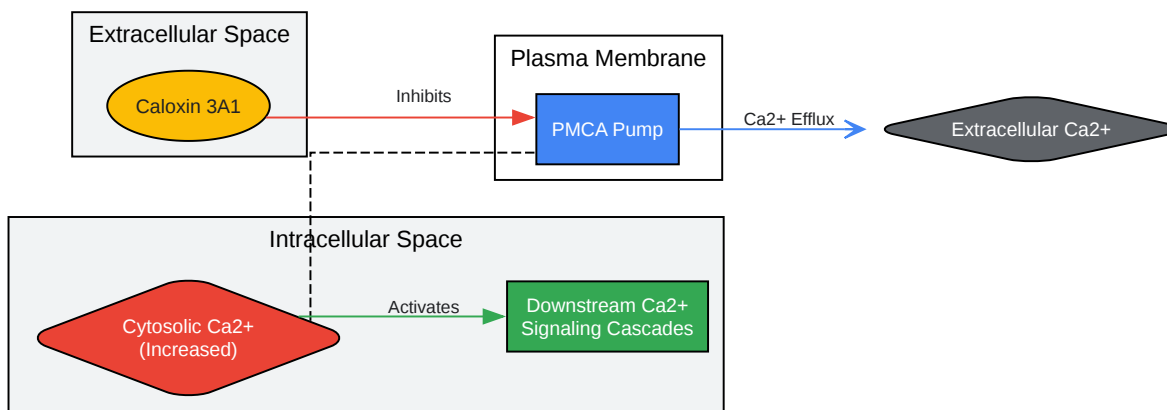 Extracellular Space
Caloxin 3A1
Inhibits
Plasma Membrane
PMCA Pump
Ca2+ Efflux
Extracellular Ca2+
Intracellular Space
Cytosolic Ca2+
(Increased)
Activates
Downstream Ca2+
Signaling Cascades